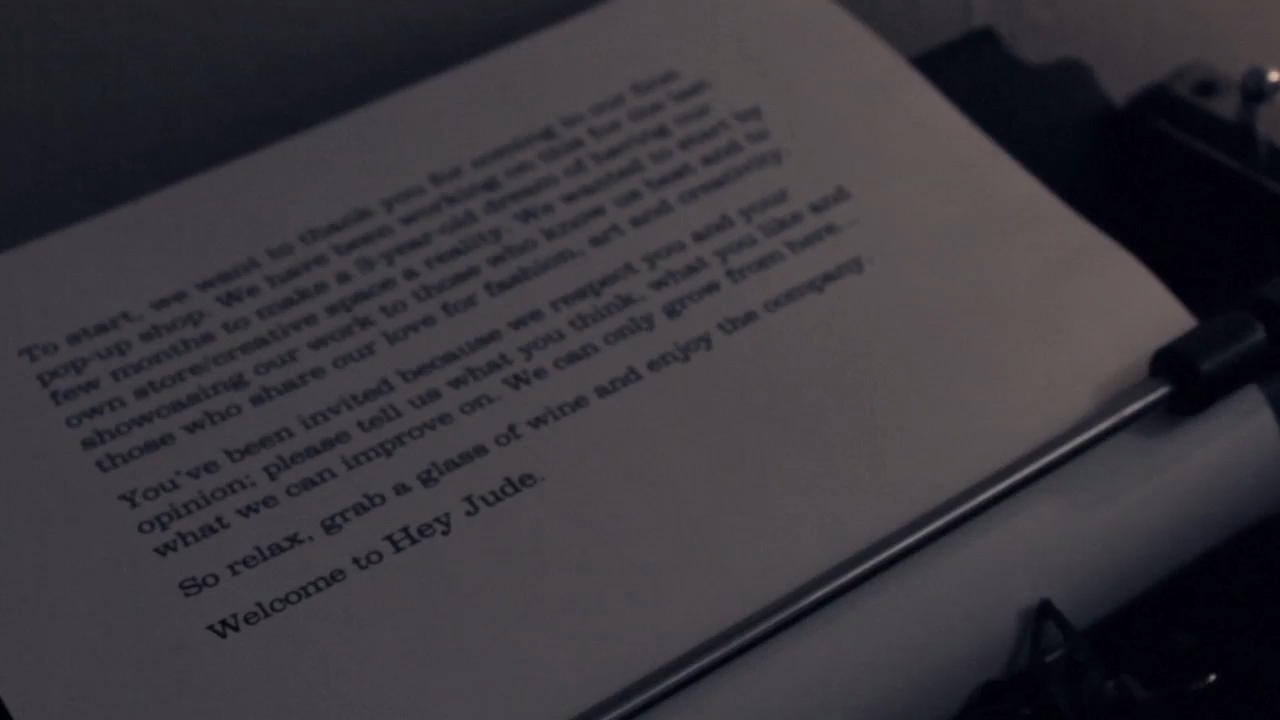 To start, we want to thank you for coming to our first
pop-up shop. We have been working on this for the last
few months to make a 5-year-old dream of having our
own store/creative space a reality. We wanted to start by
showcasing our work to those who know us best and to
those who share our love for fashion, art and creativity.
You've been invited because we respect you and your
opinion; please tell us what you think, what you like and
what we can improve on. We can only grow from here...
So relax, grab a glass of wine and enjoy the company.
Welcome to Hey Jude.